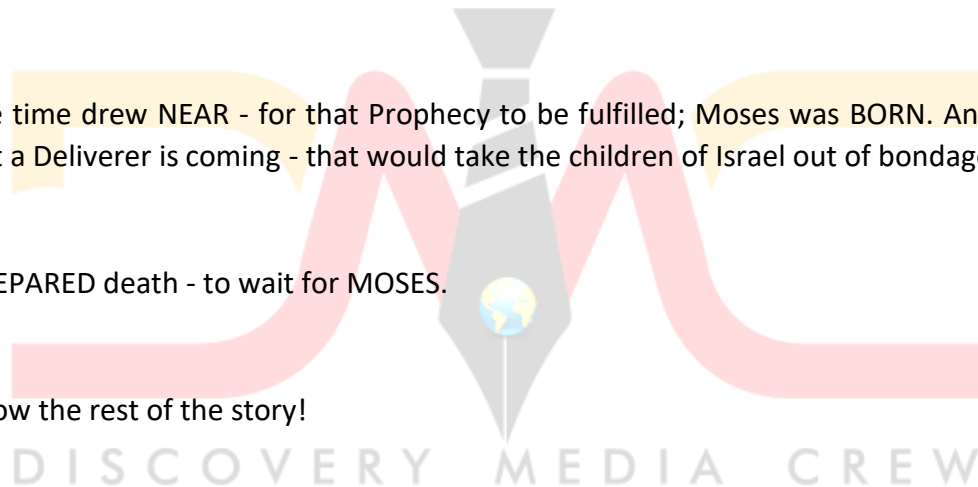 e time drew NEAR - for that Prophecy to be fulfilled; Moses was BORN. An
t a Deliverer is coming - that would take the children of Israel out of bondag
EPARED death - to wait for MOSES.
ow the rest of the story!
DISCOVERY MEDIA CREW